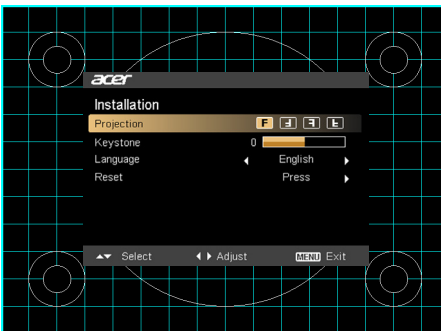 acer
Installation
Projection F F F F
Keystone 0
Language English
Reset Press
Select Adjust MENU Exit